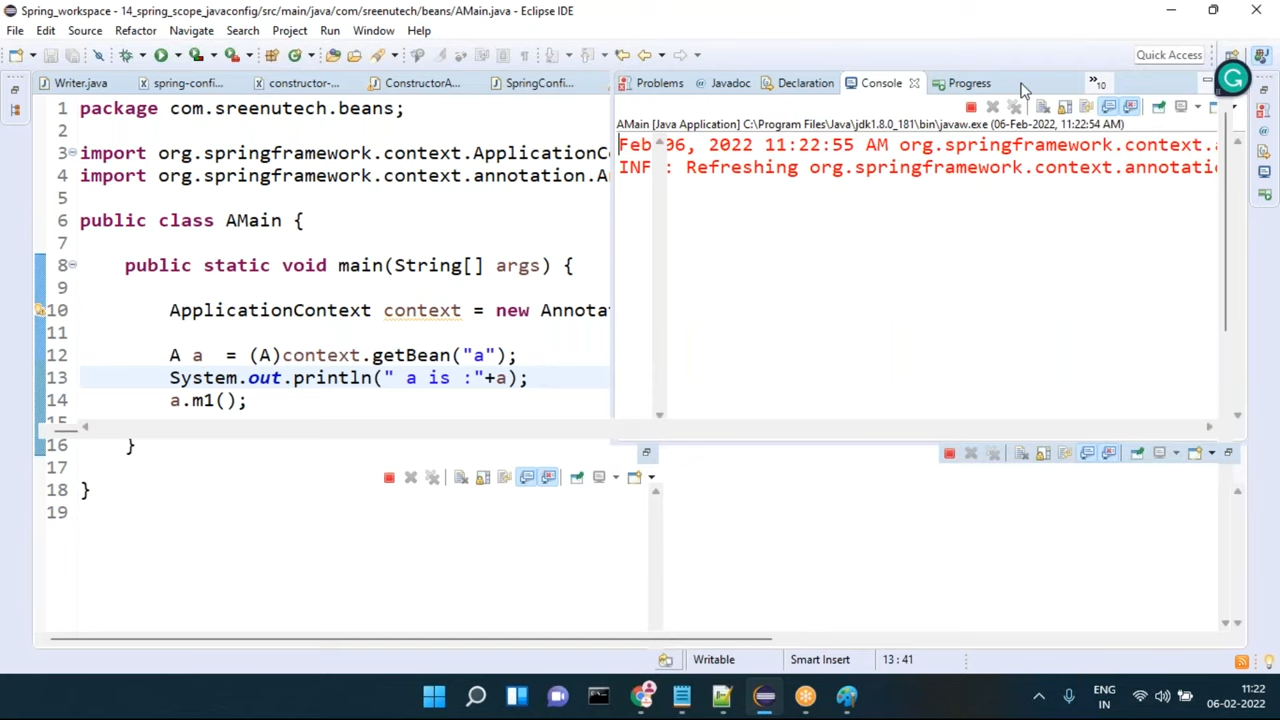 Spring_workspace - 14_spring_scope_javaconfig/src/main/java/com/sreenutech/beans/AMain.java - Eclipse IDE
File Edit Source Refactor Navigate Search Project Run Window Help
Quick Access
Writer.java spring-confi... constructor-... ConstructorA... SpringConfi... Problems Javadoc Declaration Console Progress »10
AMain [Java Application] C:\Program Files\Java\jdk1.8.0_181\bin\javaw.exe (06-Feb-2022, 11:22:54 AM)
1 package com.sreenutech.beans;
2
3 import org.springframework.context.ApplicationC
4 import org.springframework.context.annotation.A
5
6 public class AMain {
7
8 public static void main(String[] args) {
9
10 ApplicationContext context = new Annota
11
12 A a = (A)context.getBean("a");
13 System.out.println(" a is :"+a);
14 a.m1();
15
16 }
17
18 }
19
Feb 06, 2022 11:22:55 AM org.springframework.context.a
INF : Refreshing org.springframework.context.annotatio
Writable Smart Insert 13 : 41
ENG 11:22
IN 06-02-2022